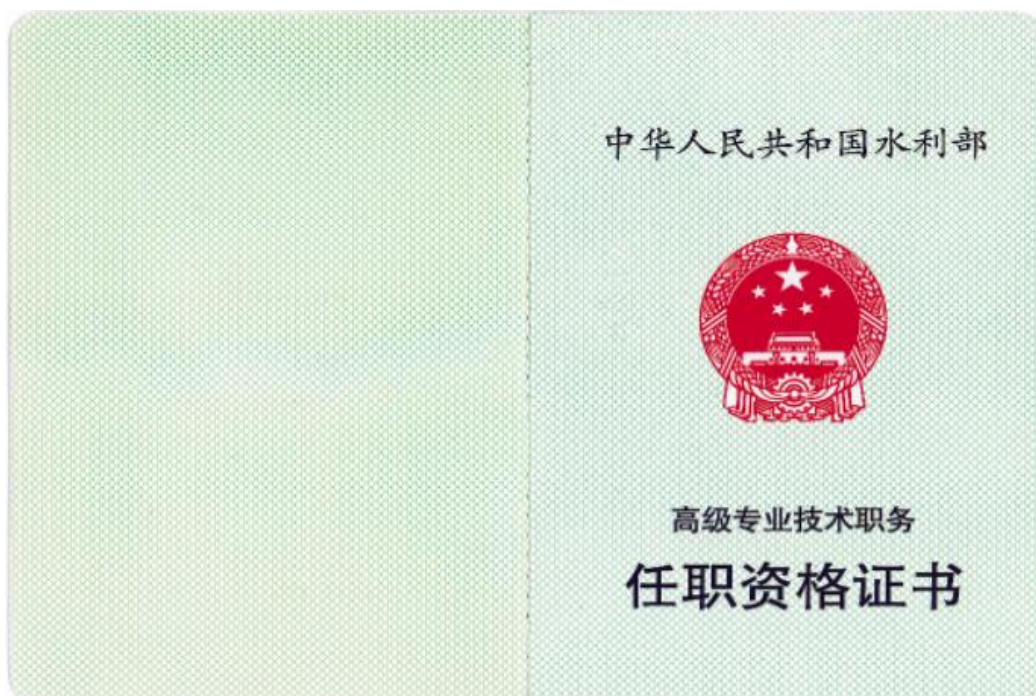 中华人民共和国水利部
高级专业技术职务
任职资格证书